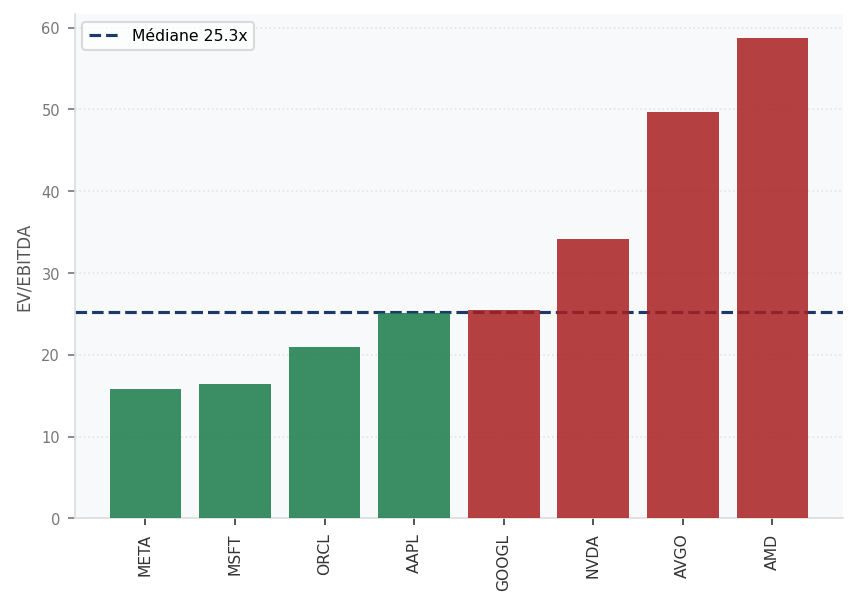 Médiane 25.3x
EV/EBITDA
60
50
40
30
20
10
0
META
MSFT
ORCL
AAPL
GOOGL
NVDA
AVGO
AMD